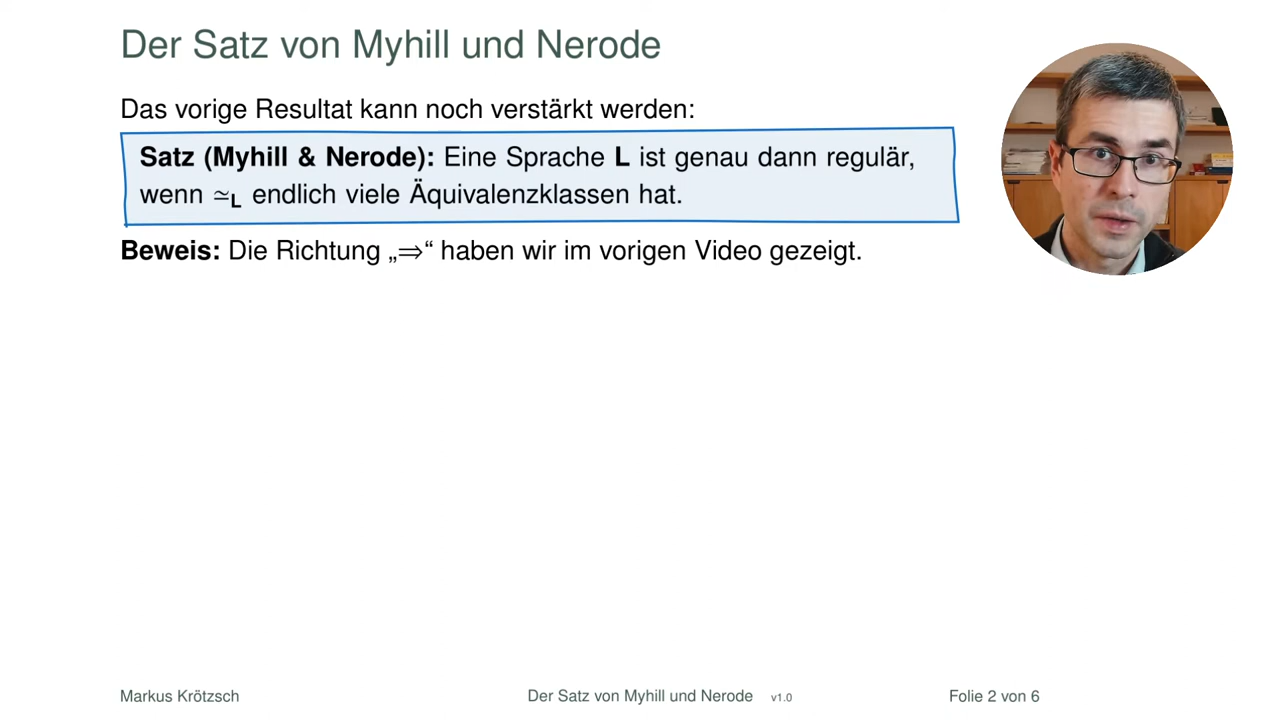 Der Satz von Myhill und Nerode
Das vorige Resultat kann noch verstärkt werden:
Satz (Myhill & Nerode): Eine Sprache L ist genau dann regulär,
wenn ≃L endlich viele Äquivalenzklassen hat.
Beweis: Die Richtung „⇒“ haben wir im vorigen Video gezeigt.
Markus Krötzsch
Der Satz von Myhill und Nerode v1.0
Folie 2 von 6